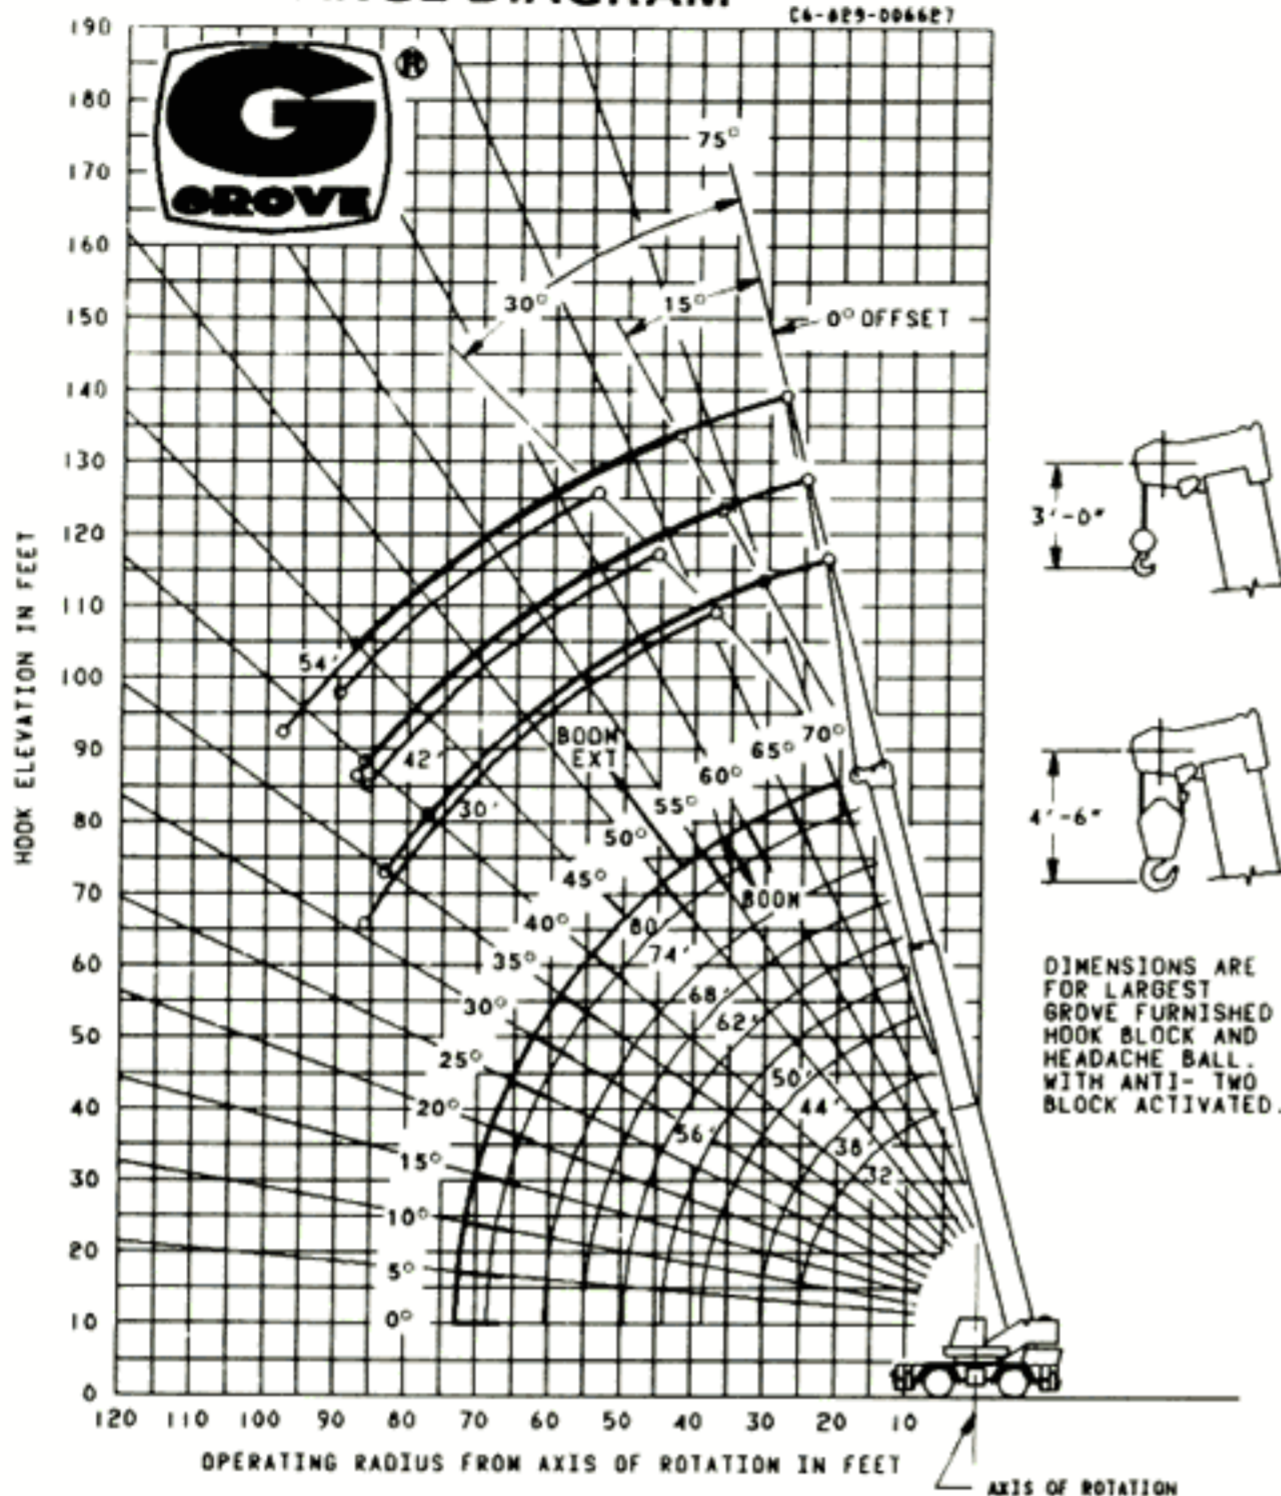 DIAGRAM
C6-829-006627
190
180
170
160
150
140
130
120
110
100
90
80
70
60
50
40
30
20
10
0
HOOK ELEVATION IN FEET
G
®
GROVE
75°
30°
15°
0° OFFSET
54'
42'
30'
BOOM
EXT
70°
65°
60°
55°
50°
45°
40°
35°
30°
25°
20°
15°
10°
5°
0°
BOOM
80
74'
68'
62'
56'
50'
44'
38'
32
3'-0"
4'-6"
DIMENSIONS ARE
FOR LARGEST
GROVE FURNISHED
HOOK BLOCK AND
HEADACHE BALL.
WITH ANTI- TWO
BLOCK ACTIVATED.
120 110 100 90 80 70 60 50 40 30 20 10
OPERATING RADIUS FROM AXIS OF ROTATION IN FEET
AXIS OF ROTATION